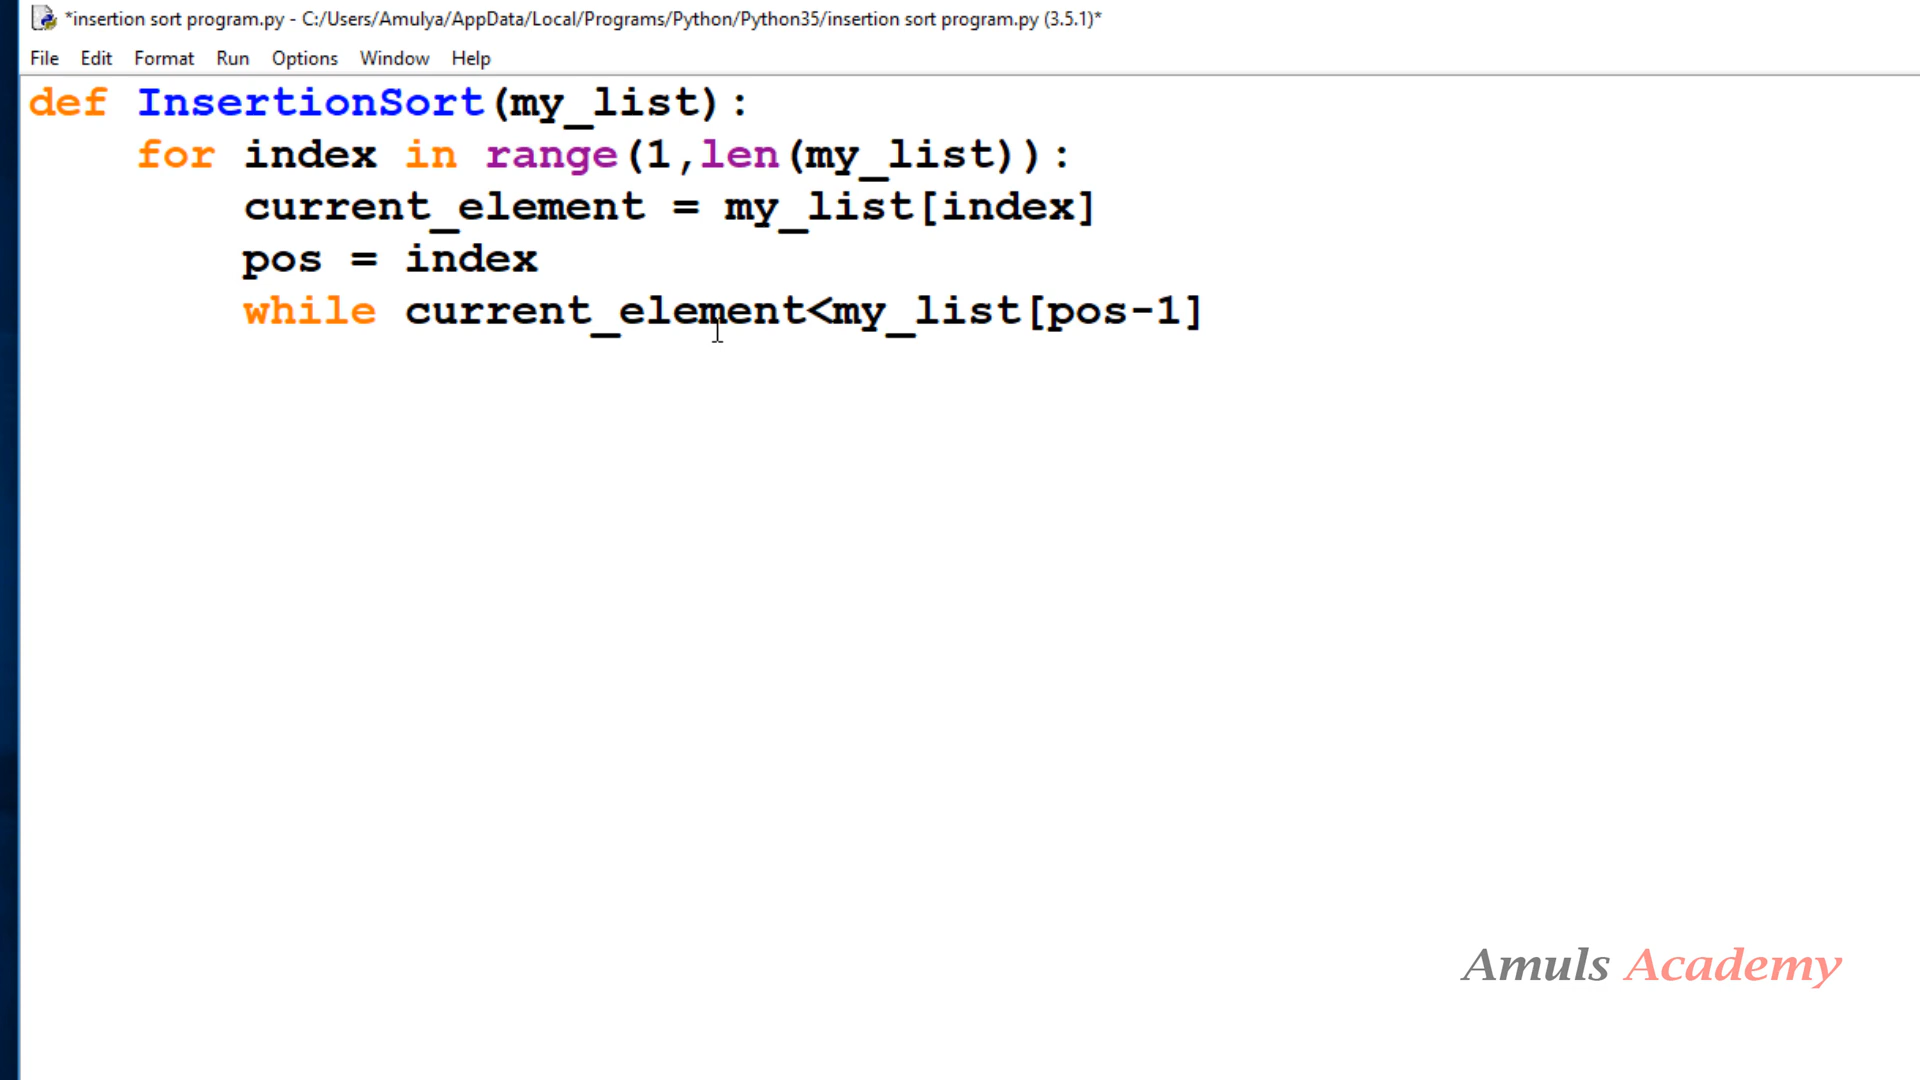 *insertion sort program.py - C:/Users/Amulya/AppData/Local/Programs/Python/Python35/insertion sort program.py (3.5.1)*
File Edit Format Run Options Window Help
def InsertionSort(my_list):
    for index in range(1,len(my_list)):
        current_element = my_list[index]
        pos = index
        while current_element<my_list[pos-1]
Amuls Academy